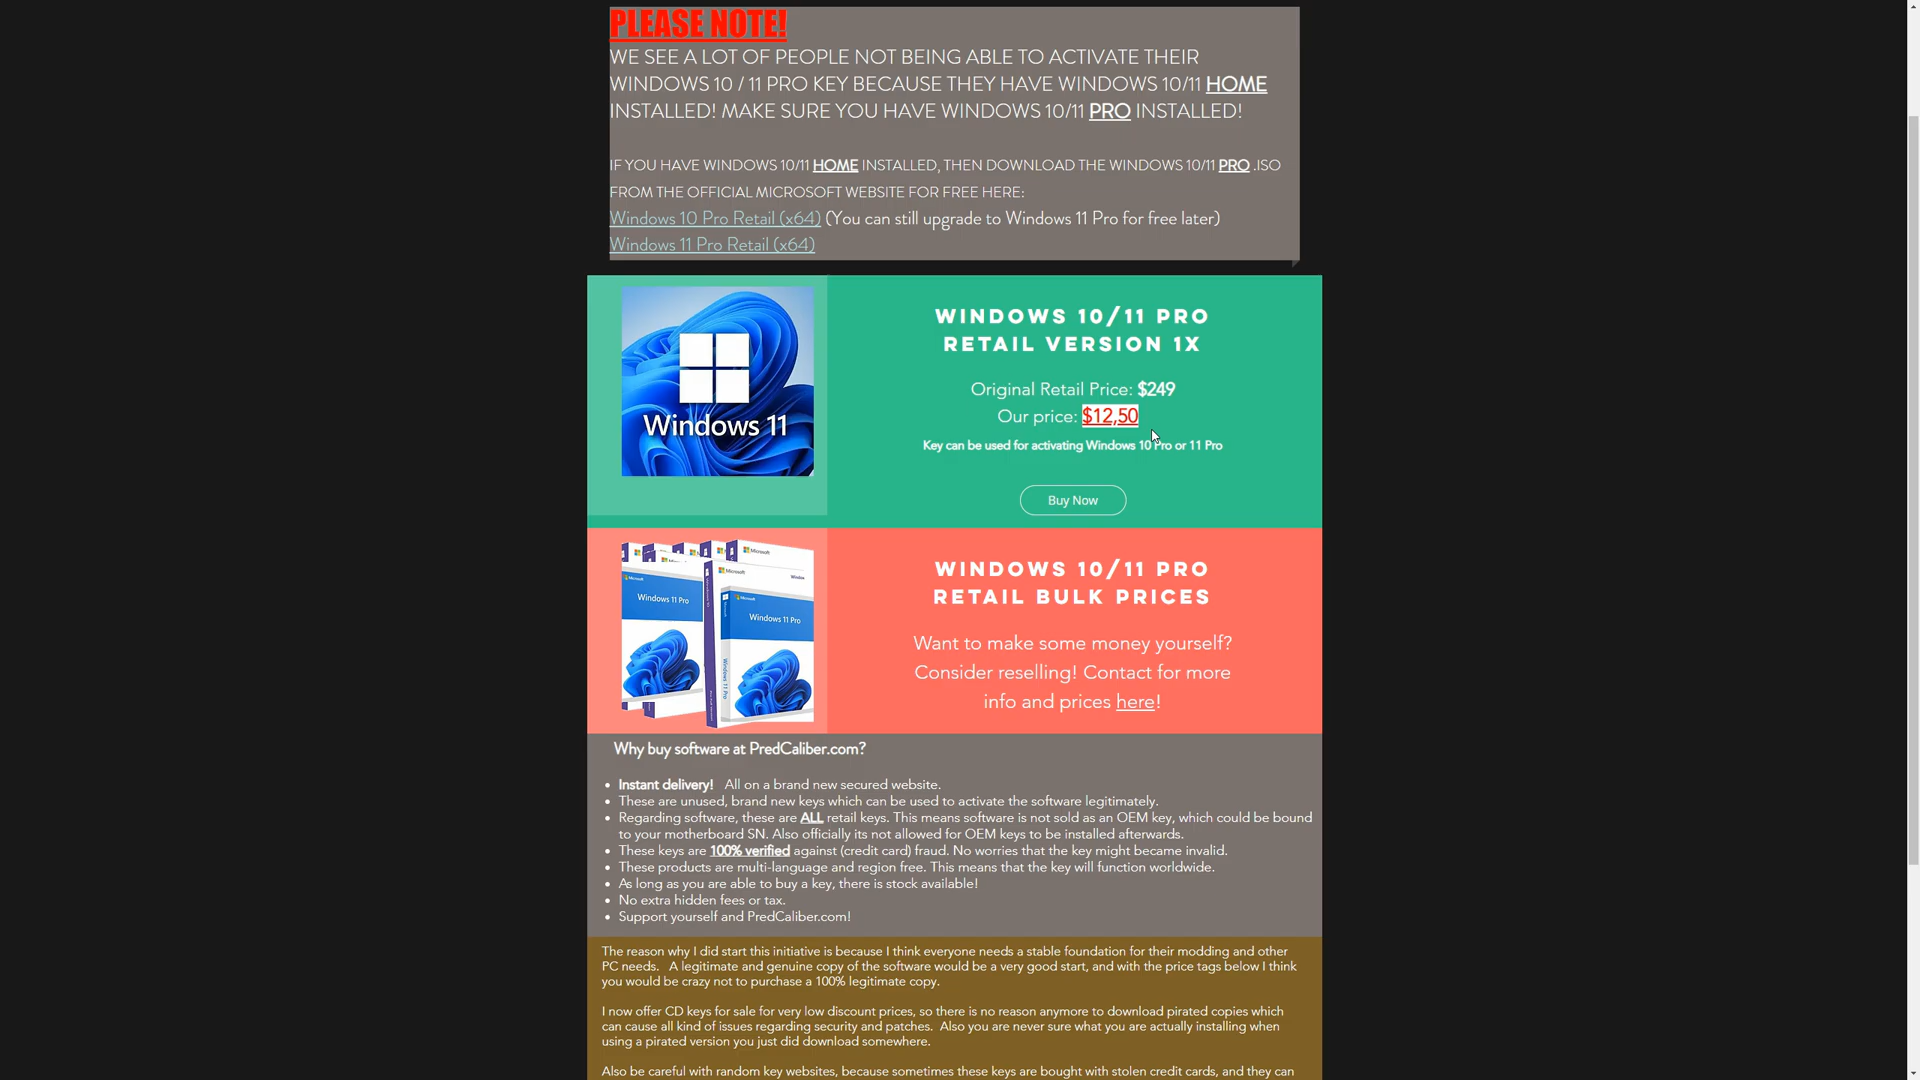 PLEASE NOTE!
WE SEE A LOT OF PEOPLE NOT BEING ABLE TO ACTIVATE THEIR
WINDOWS 10 / 11 PRO KEY BECAUSE THEY HAVE WINDOWS 10/11 HOME
INSTALLED! MAKE SURE YOU HAVE WINDOWS 10/11 PRO INSTALLED!
IF YOU HAVE WINDOWS 10/11 HOME INSTALLED, THEN DOWNLOAD THE WINDOWS 10/11 PRO .ISO
FROM THE OFFICIAL MICROSOFT WEBSITE FOR FREE HERE:
Windows 10 Pro Retail (x64) (You can still upgrade to Windows 11 Pro for free later)
Windows 11 Pro Retail (x64)
Windows 11
WINDOWS 10/11 PRO
RETAIL VERSION 1X
Original Retail Price: $249
Our price: $12,50
Key can be used for activating Windows 10 Pro or 11 Pro
Buy Now
Microsoft
Microsoft
Microsoft
Microsoft
Windows 11 Pro
Windows 11 Pro
Windows 11 Pro
WINDOWS 10/11 PRO
RETAIL BULK PRICES
Want to make some money yourself?
Consider reselling! Contact for more
info and prices here!
Why buy software at PredCaliber.com?
Instant delivery! All on a brand new secured website.
These are unused, brand new keys which can be used to activate the software legitimately.
Regarding software, these are ALL retail keys. This means software is not sold as an OEM key, which could be bound
to your motherboard SN. Also officially its not allowed for OEM keys to be installed afterwards.
These keys are 100% verified against (credit card) fraud. No worries that the key might became invalid.
These products are multi-language and region free. This means that the key will function worldwide.
As long as you are able to buy a key, there is stock available!
No extra hidden fees or tax.
Support yourself and PredCaliber.com!
The reason why I did start this initiative is because I think everyone needs a stable foundation for their modding and other
PC needs. A legitimate and genuine copy of the software would be a very good start, and with the price tags below I think
you would be crazy not to purchase a 100% legitimate copy.
I now offer CD keys for sale for very low discount prices, so there is no reason anymore to download pirated copies which
can cause all kind of issues regarding security and patches. Also you are never sure what you are actually installing when
using a pirated version you just did download somewhere.
Also be careful with random key websites, because sometimes these keys are bought with stolen credit cards, and they can